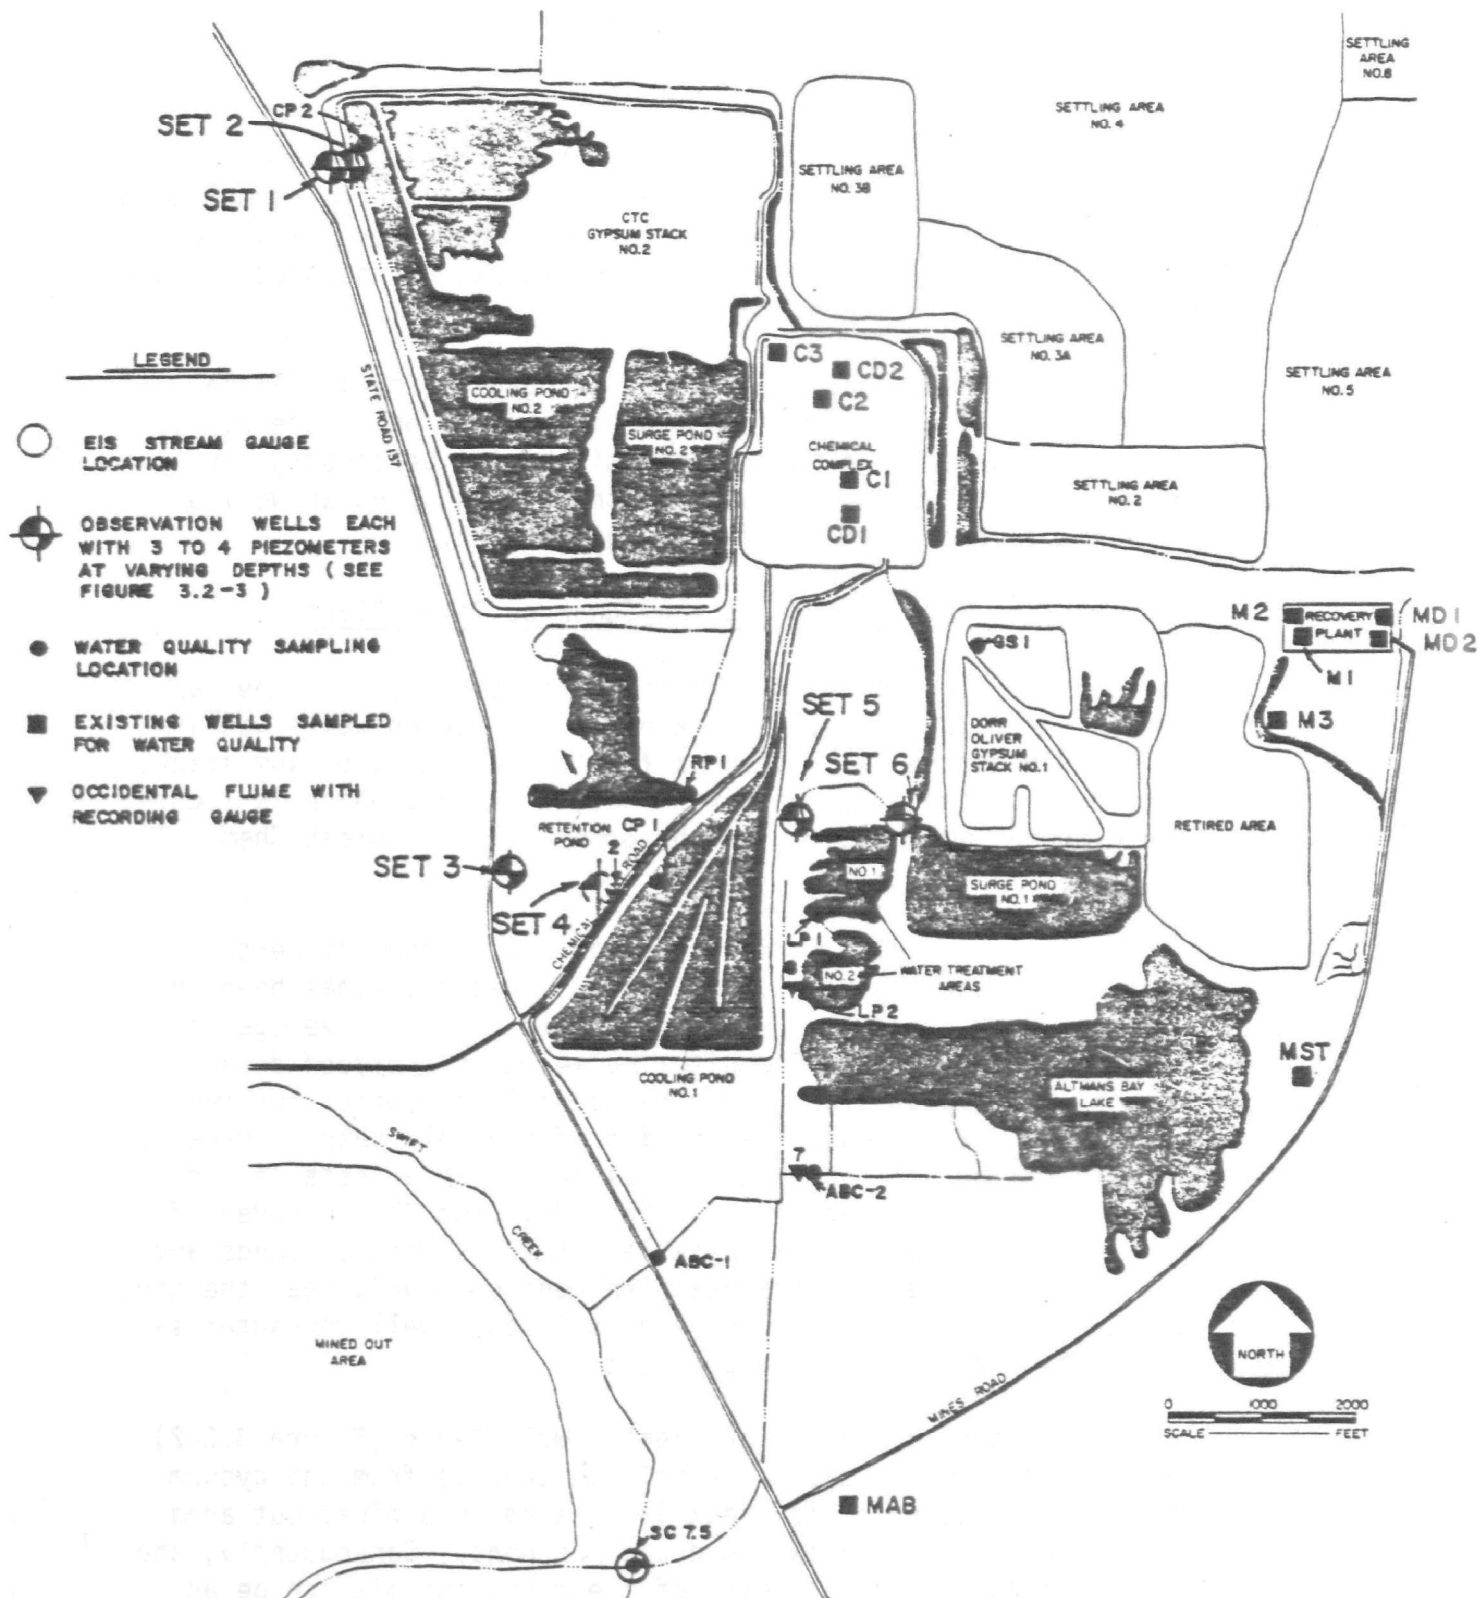 SETTLING
AREA
NO.8
SETTLING AREA
NO. 4
CP 2
SET 2
SET 1
SETTLING AREA
NO. 3B
CTC
GYPSUM STACK
NO.2
SETTLING AREA
NO. 3A
SETTLING AREA
NO. 5
LEGEND
EIS STREAM GAUGE
LOCATION
OBSERVATION WELLS EACH
WITH 3 TO 4 PIEZOMETERS
AT VARYING DEPTHS ( SEE
FIGURE 3.2-3 )
WATER QUALITY SAMPLING
LOCATION
EXISTING WELLS SAMPLED
FOR WATER QUALITY
OCCIDENTAL FLUME WITH
RECORDING GAUGE
STATE ROAD 137
C3
CD2
C2
COOLING POND
NO.2
SURGE POND
NO.2
CHEMICAL
COMPLEX
C1
CD1
SETTLING AREA
NO. 2
M2
RECOVERY
PLANT
MD1
MD2
M1
M3
GS1
SET 5
SET 6
DORR
OLIVER
GYPSUM
STACK NO.1
RP1
RETENTION
POND
CP 1
2
RETIRED AREA
SET 3
SET 4
CHEMICAL
ROAD
NO.1
SURGE POND
NO.1
LP1
NO.2
WATER TREATMENT
AREAS
LP2
COOLING POND
NO.1
ALTMANS BAY
LAKE
MST
SWIFT
CREEK
7
ABC-2
ABC-1
MINED OUT
AREA
NORTH
0 1000 2000
SCALE FEET
MINES ROAD
MAB
SC 7.5